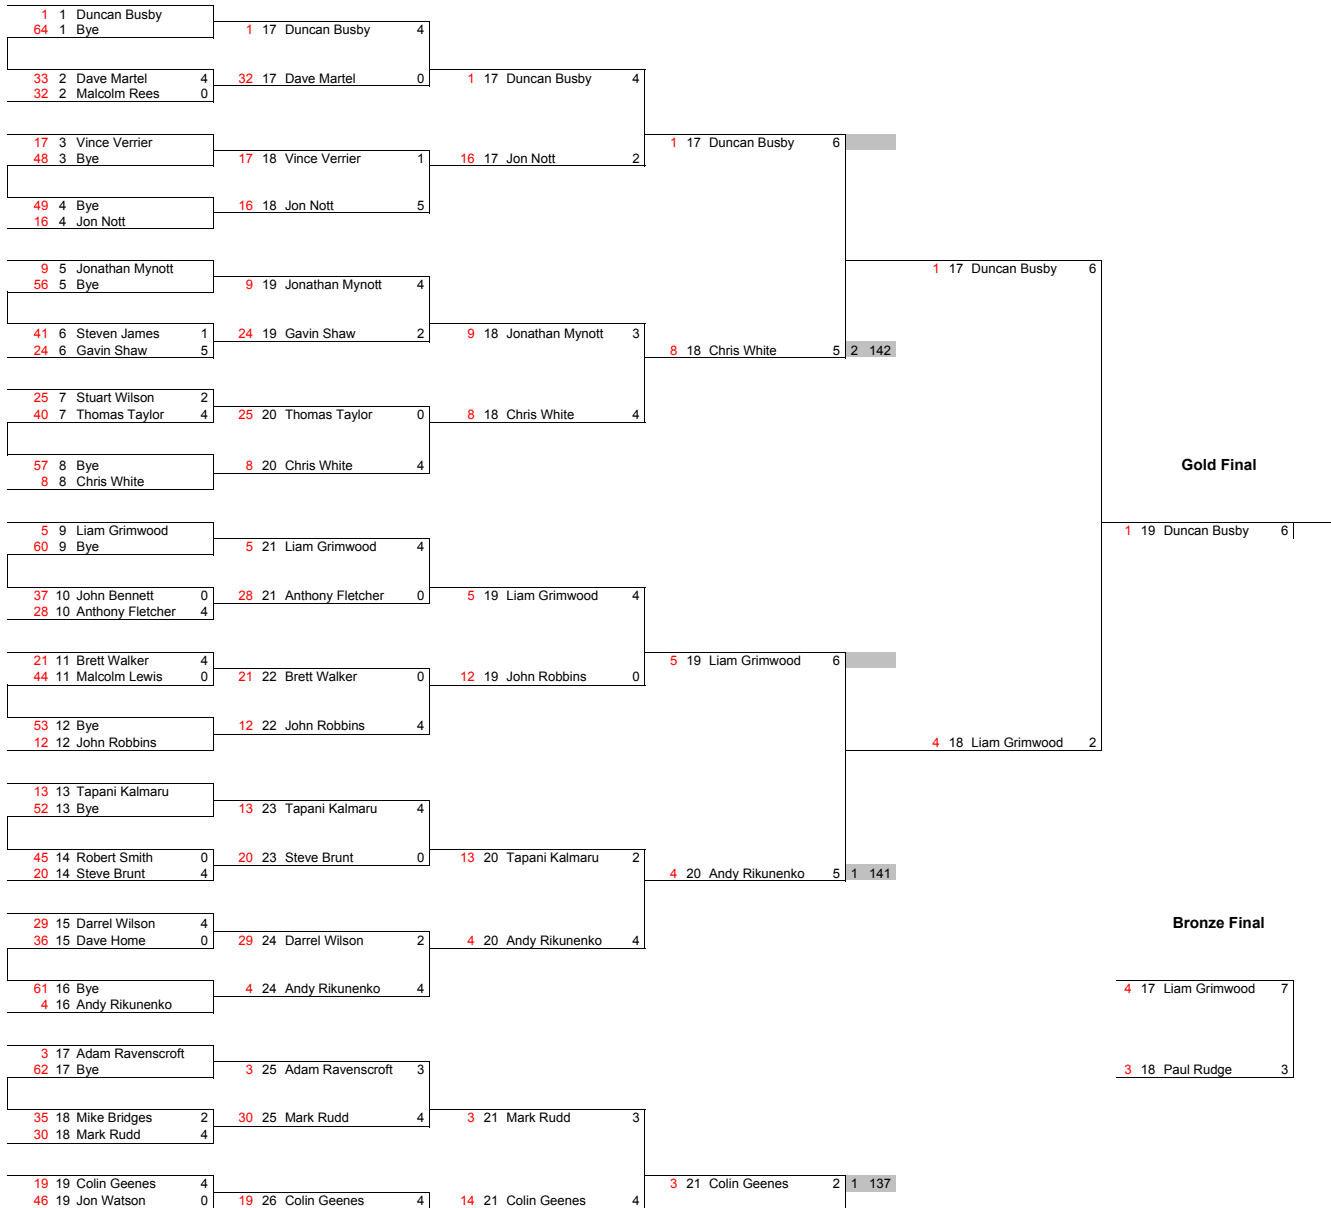 1 1 Duncan Busby
64 1 Bye
1 17 Duncan Busby 4
33 2 Dave Martel 4
32 2 Malcolm Rees 0
32 17 Dave Martel 0
1 17 Duncan Busby 4
17 3 Vince Verrier
48 3 Bye
17 18 Vince Verrier 1
16 17 Jon Nott 2
1 17 Duncan Busby 6
49 4 Bye
16 4 Jon Nott
16 18 Jon Nott 5
9 5 Jonathan Mynott
56 5 Bye
9 19 Jonathan Mynott 4
1 17 Duncan Busby 6
41 6 Steven James 1
24 6 Gavin Shaw 5
24 19 Gavin Shaw 2
9 18 Jonathan Mynott 3
8 18 Chris White 5 2 142
25 7 Stuart Wilson 2
40 7 Thomas Taylor 4
25 20 Thomas Taylor 0
8 18 Chris White 4
57 8 Bye
8 8 Chris White
8 20 Chris White 4
Gold Final
5 9 Liam Grimwood
60 9 Bye
5 21 Liam Grimwood 4
1 19 Duncan Busby 6
37 10 John Bennett 0
28 10 Anthony Fletcher 4
28 21 Anthony Fletcher 0
5 19 Liam Grimwood 4
21 11 Brett Walker 4
44 11 Malcolm Lewis 0
21 22 Brett Walker 0
12 19 John Robbins 0
5 19 Liam Grimwood 6
53 12 Bye
12 12 John Robbins
12 22 John Robbins 4
4 18 Liam Grimwood 2
13 13 Tapani Kalmaru
52 13 Bye
13 23 Tapani Kalmaru 4
45 14 Robert Smith 0
20 14 Steve Brunt 4
20 23 Steve Brunt 0
13 20 Tapani Kalmaru 2
4 20 Andy Rikunenko 5 1 141
29 15 Darrel Wilson 4
36 15 Dave Home 0
29 24 Darrel Wilson 2
4 20 Andy Rikunenko 4
Bronze Final
61 16 Bye
4 16 Andy Rikunenko
4 24 Andy Rikunenko 4
4 17 Liam Grimwood 7
3 17 Adam Ravenscroft
62 17 Bye
3 25 Adam Ravenscroft 3
3 18 Paul Rudge 3
35 18 Mike Bridges 2
30 18 Mark Rudd 4
30 25 Mark Rudd 4
3 21 Mark Rudd 3
19 19 Colin Geenes 4
46 19 Jon Watson 0
19 26 Colin Geenes 4
14 21 Colin Geenes 4
3 21 Colin Geenes 2 1 137